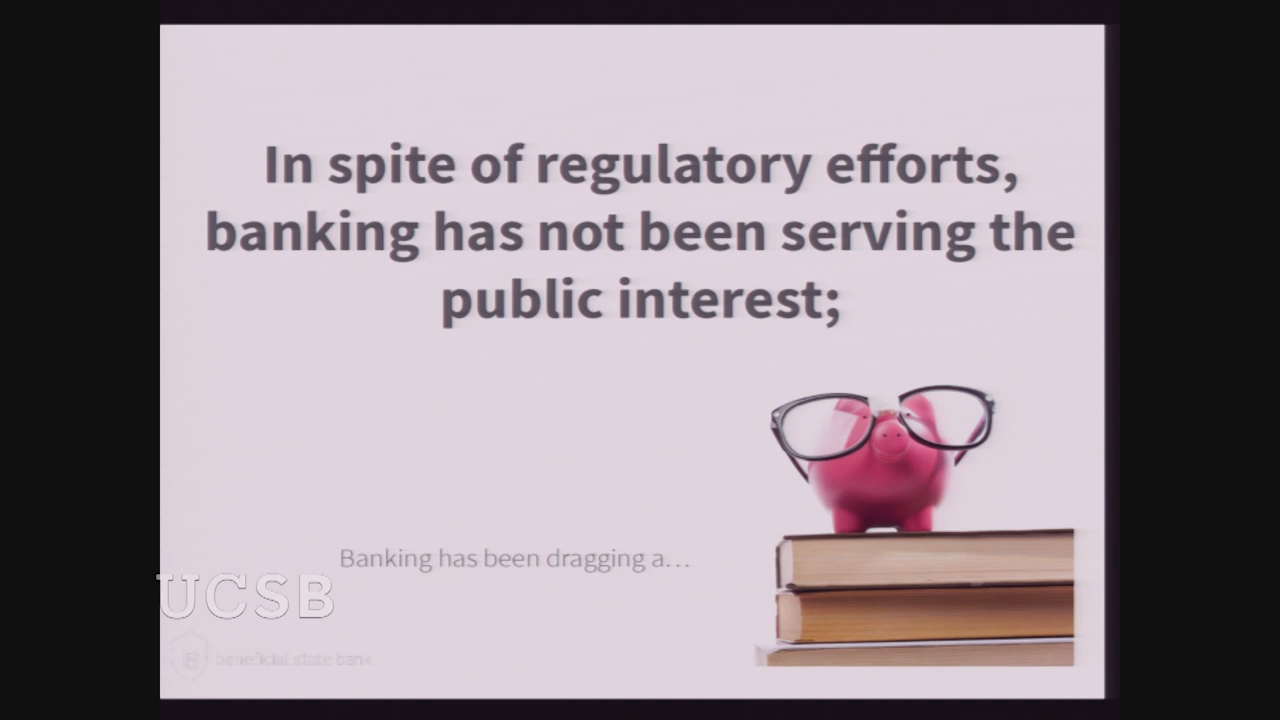 In spite of regulatory efforts,
banking has not been serving the
public interest;
Banking has been dragging a...
UCSB
beneficial state bank